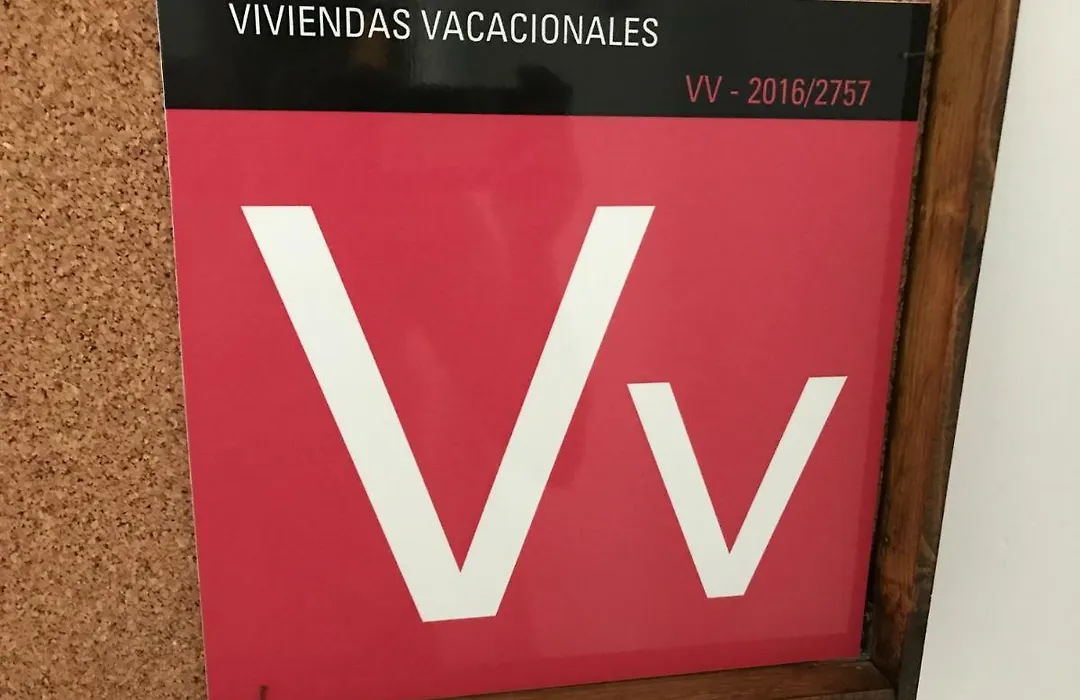 VIVIENDAS VACACIONALES
VV - 2016/2757
Vv